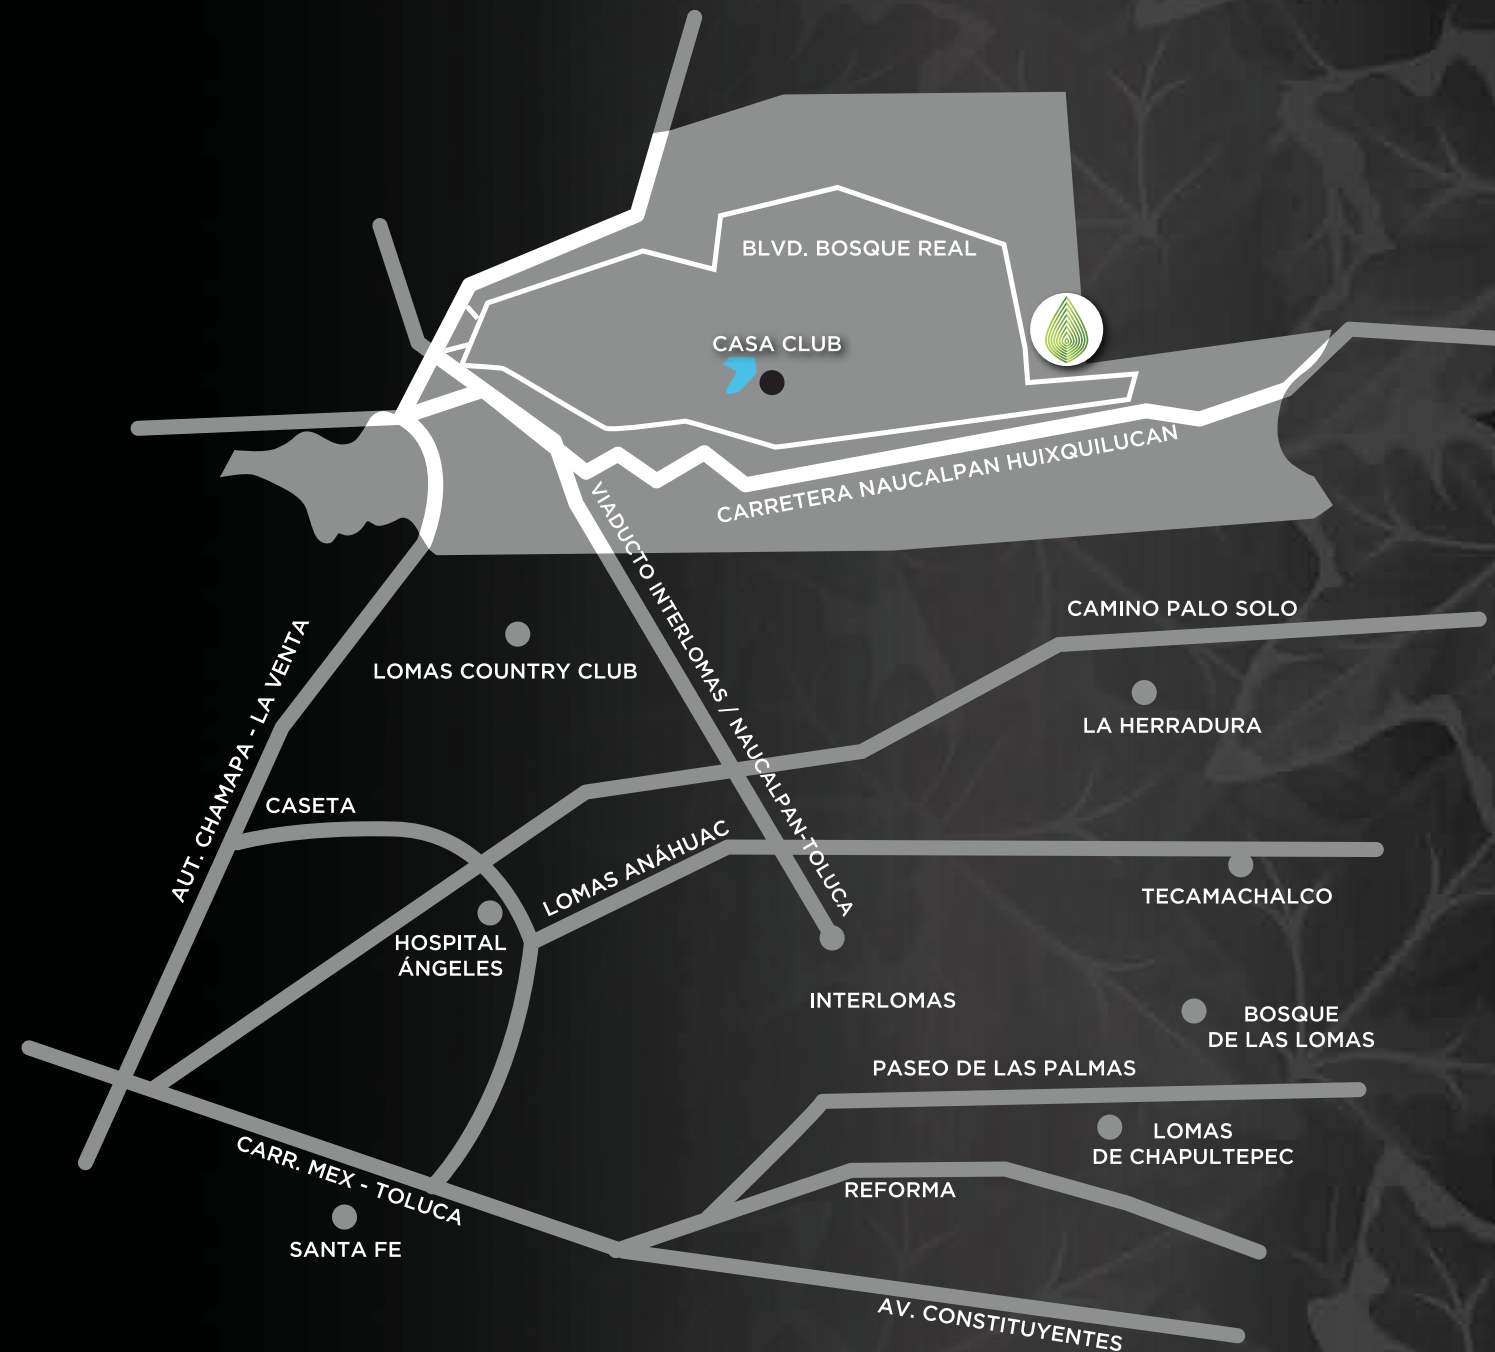 BLVD. BOSQUE REAL
CASA CLUB
CARRETERA NAUCALPAN HUIXQUILUCAN
VIADUCTO INTERLOMAS / NAUCALPAN-TOLUCA
CAMINO PALO SOLO
LOMAS COUNTRY CLUB
LA HERRADURA
AUT. CHAMAPA - LA VENTA
CASETA
LOMAS ANÁHUAC
TECAMACHALCO
HOSPITAL
ÁNGELES
INTERLOMAS
BOSQUE
DE LAS LOMAS
PASEO DE LAS PALMAS
LOMAS
DE CHAPULTEPEC
CARR. MEX - TOLUCA
REFORMA
SANTA FE
AV. CONSTITUYENTES